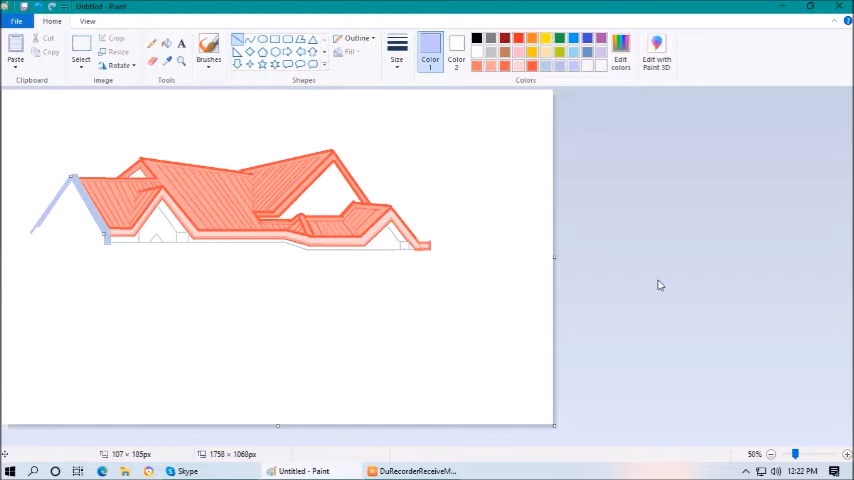 Untitled - Paint
File Home View
Paste
Cut
Copy
Clipboard
Select
Crop
Resize
Rotate
Image
A
Tools
Brushes
Outline
Fill
Shapes
Size
Color
1
Color
2
Edit
colors
Edit with
Paint 3D
Colors
107 × 185px
1758 × 1068px
50%
Skype
Untitled - Paint
DuRecorderReceiveM...
12:22 PM